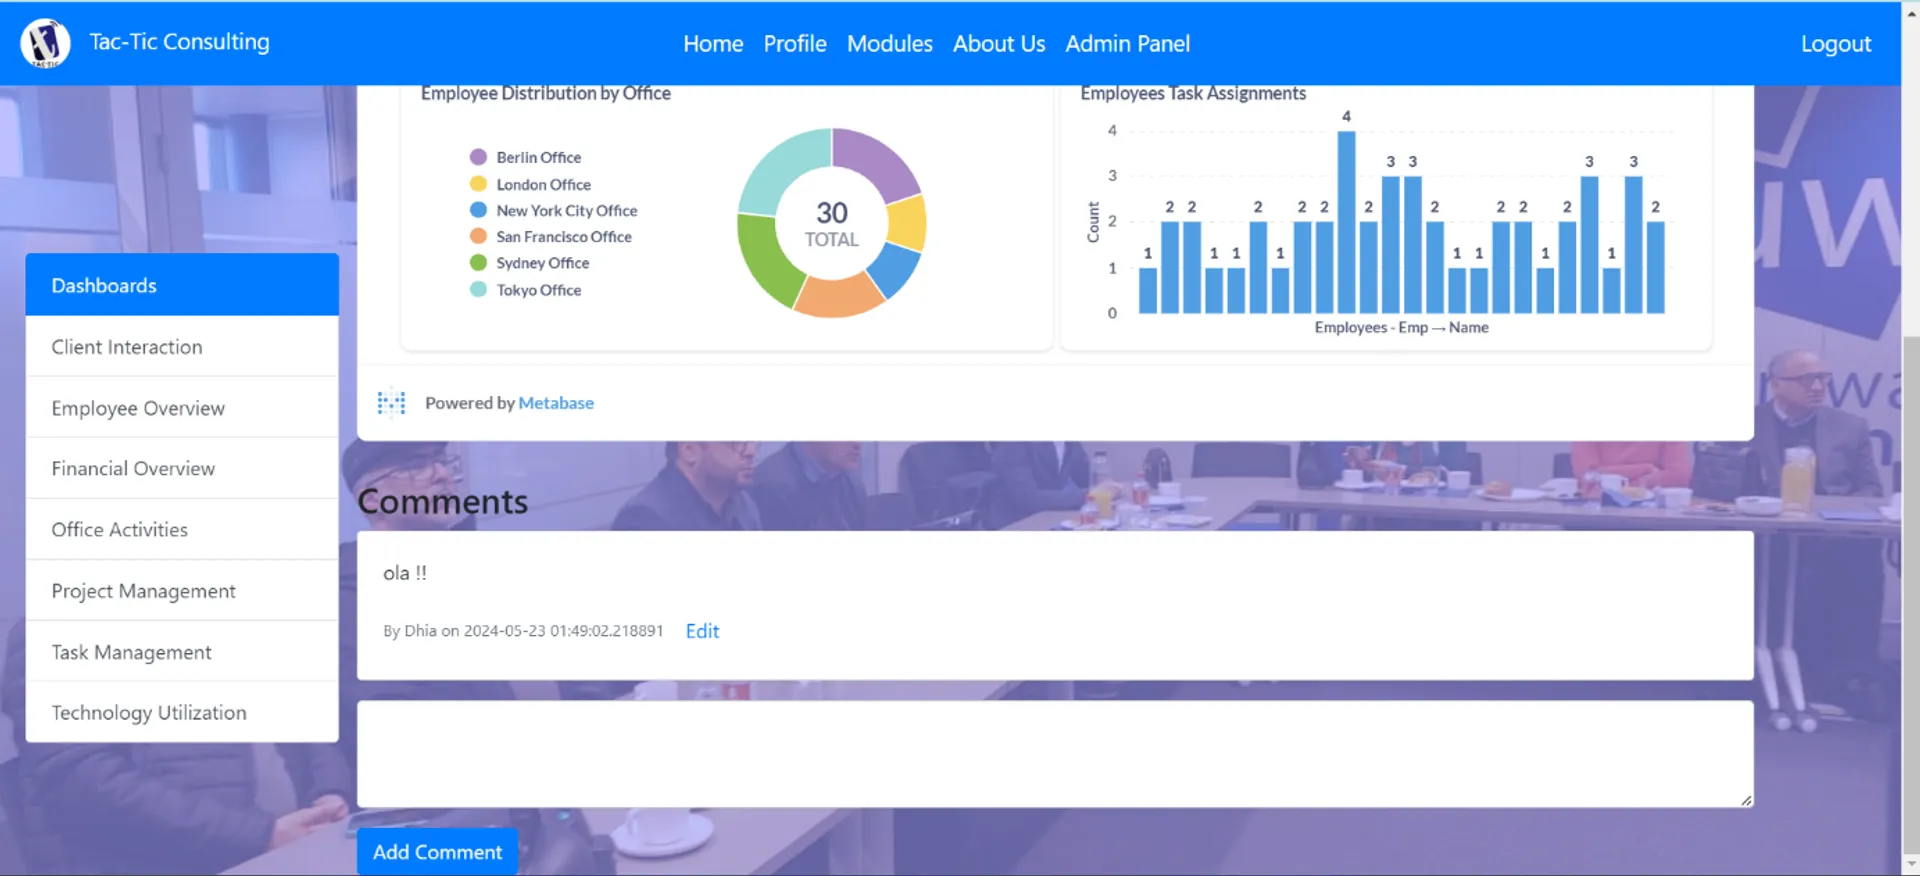 Tac-Tic Consulting
Home Profile Modules About Us Admin Panel
Logout
Employee Distribution by Office
Berlin Office
London Office
New York City Office
San Francisco Office
Sydney Office
Tokyo Office
30
TOTAL
Employees Task Assignments
Count
4
3
2
1
0
1 2 2 1 1 2 1 2 2 4 2 3 3 2 1 1 2 2 1 2 3 1 3 2
Employees - Emp → Name
Powered by Metabase
Dashboards
Client Interaction
Employee Overview
Financial Overview
Office Activities
Project Management
Task Management
Technology Utilization
Comments
ola !!
By Dhia on 2024-05-23 01:49:02.218891 Edit
Add Comment